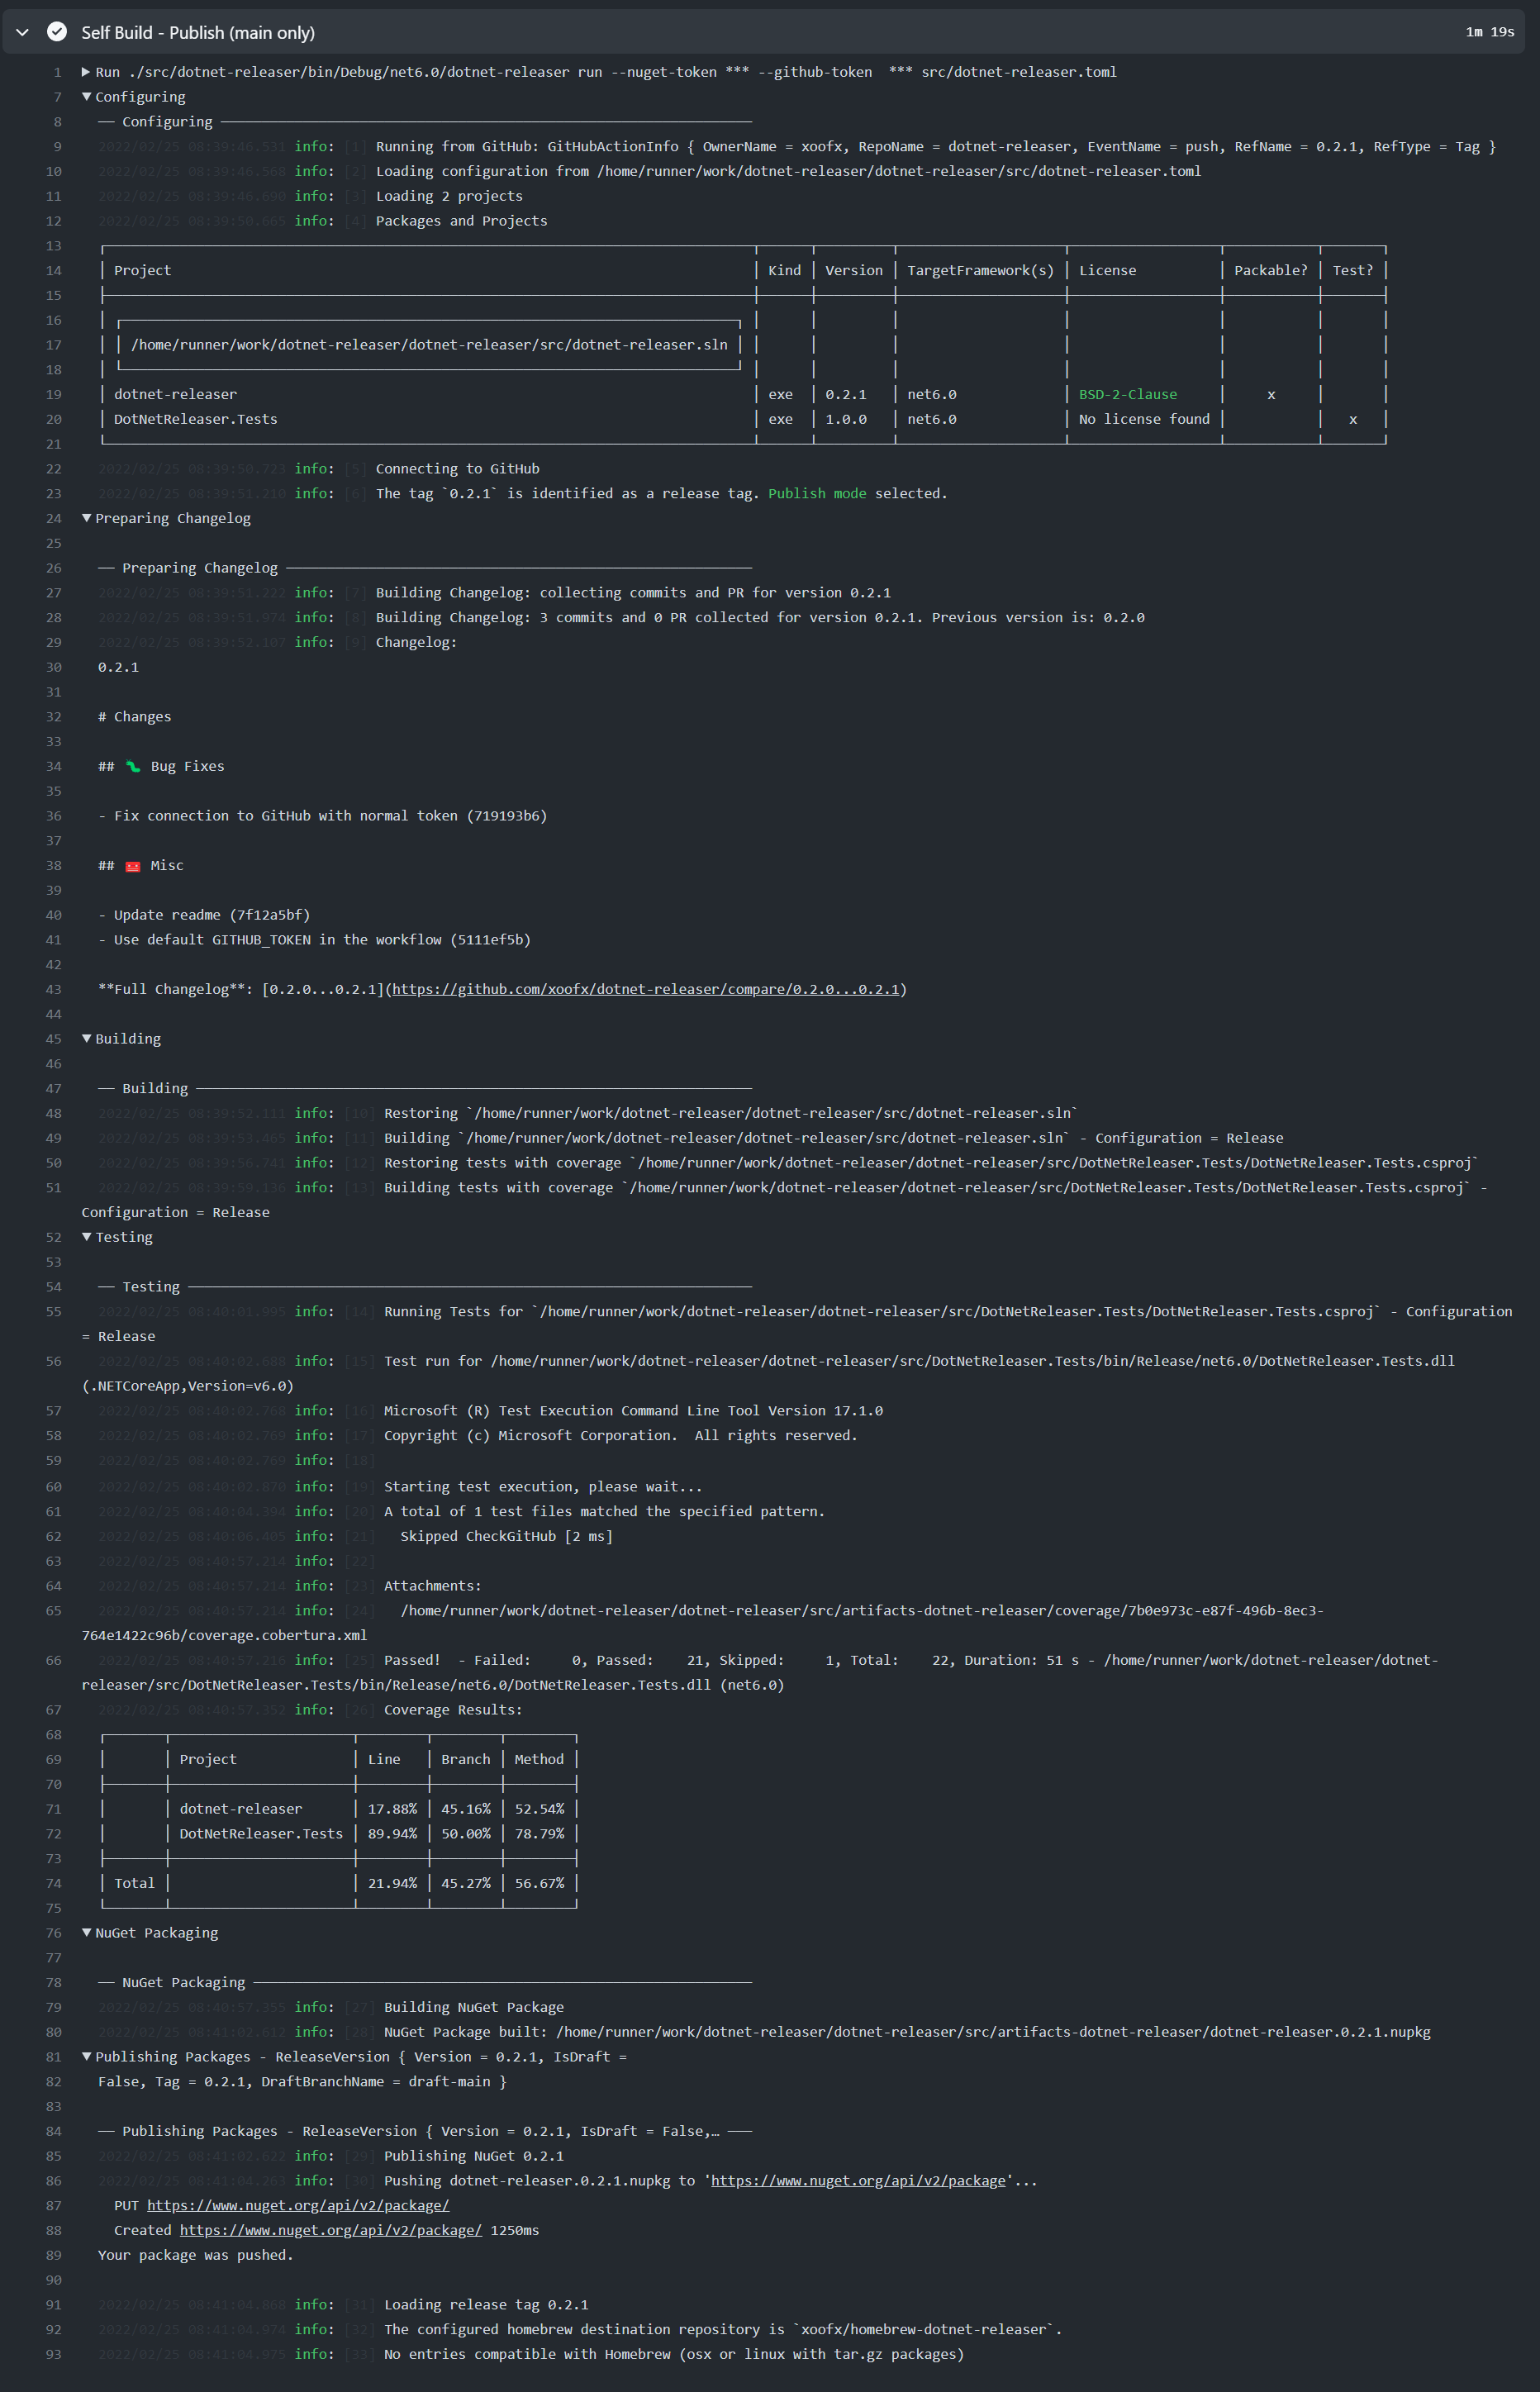 Self Build - Publish (main only) 1m 19s
1 Run ./src/dotnet-releaser/bin/Debug/net6.0/dotnet-releaser run --nuget-token *** --github-token  *** src/dotnet-releaser.toml
7 Configuring
8 Configuring
9 2022/02/25 08:39:46.531 info: [1] Running from GitHub: GitHubActionInfo { OwnerName = xoofx, RepoName = dotnet-releaser, EventName = push, RefName = 0.2.1, RefType = Tag }
10 2022/02/25 08:39:46.568 info: [2] Loading configuration from /home/runner/work/dotnet-releaser/dotnet-releaser/src/dotnet-releaser.toml
11 2022/02/25 08:39:46.690 info: [3] Loading 2 projects
12 2022/02/25 08:39:50.665 info: [4] Packages and Projects
13
14 Project Kind Version TargetFramework(s) License Packable? Test?
15
16
17 /home/runner/work/dotnet-releaser/dotnet-releaser/src/dotnet-releaser.sln
18
19 dotnet-releaser exe 0.2.1 net6.0 BSD-2-Clause x
20 DotNetReleaser.Tests exe 1.0.0 net6.0 No license found x
21
22 2022/02/25 08:39:50.723 info: [5] Connecting to GitHub
23 2022/02/25 08:39:51.210 info: [6] The tag `0.2.1` is identified as a release tag. Publish mode selected.
24 Preparing Changelog
25
26 Preparing Changelog
27 2022/02/25 08:39:51.222 info: [7] Building Changelog: collecting commits and PR for version 0.2.1
28 2022/02/25 08:39:51.974 info: [8] Building Changelog: 3 commits and 0 PR collected for version 0.2.1. Previous version is: 0.2.0
29 2022/02/25 08:39:52.107 info: [9] Changelog:
30 0.2.1
31
32 # Changes
33
34 ## 🐛 Bug Fixes
35
36 - Fix connection to GitHub with normal token (719193b6)
37
38 ## 🧰 Misc
39
40 - Update readme (7f12a5bf)
41 - Use default GITHUB_TOKEN in the workflow (5111ef5b)
42
43 **Full Changelog**: [0.2.0...0.2.1](https://github.com/xoofx/dotnet-releaser/compare/0.2.0...0.2.1)
44
45 Building
46
47 Building
48 2022/02/25 08:39:52.111 info: [10] Restoring `/home/runner/work/dotnet-releaser/dotnet-releaser/src/dotnet-releaser.sln`
49 2022/02/25 08:39:53.465 info: [11] Building `/home/runner/work/dotnet-releaser/dotnet-releaser/src/dotnet-releaser.sln` - Configuration = Release
50 2022/02/25 08:39:56.741 info: [12] Restoring tests with coverage `/home/runner/work/dotnet-releaser/dotnet-releaser/src/DotNetReleaser.Tests/DotNetReleaser.Tests.csproj`
51 2022/02/25 08:39:59.136 info: [13] Building tests with coverage `/home/runner/work/dotnet-releaser/dotnet-releaser/src/DotNetReleaser.Tests/DotNetReleaser.Tests.csproj` -
Configuration = Release
52 Testing
53
54 Testing
55 2022/02/25 08:40:01.995 info: [14] Running Tests for `/home/runner/work/dotnet-releaser/dotnet-releaser/src/DotNetReleaser.Tests/DotNetReleaser.Tests.csproj` - Configuration
= Release
56 2022/02/25 08:40:02.688 info: [15] Test run for /home/runner/work/dotnet-releaser/dotnet-releaser/src/DotNetReleaser.Tests/bin/Release/net6.0/DotNetReleaser.Tests.dll
(.NETCoreApp,Version=v6.0)
57 2022/02/25 08:40:02.768 info: [16] Microsoft (R) Test Execution Command Line Tool Version 17.1.0
58 2022/02/25 08:40:02.769 info: [17] Copyright (c) Microsoft Corporation.  All rights reserved.
59 2022/02/25 08:40:02.769 info: [18]
60 2022/02/25 08:40:02.870 info: [19] Starting test execution, please wait...
61 2022/02/25 08:40:04.394 info: [20] A total of 1 test files matched the specified pattern.
62 2022/02/25 08:40:06.405 info: [21] Skipped CheckGitHub [2 ms]
63 2022/02/25 08:40:57.214 info: [22]
64 2022/02/25 08:40:57.214 info: [23] Attachments:
65 2022/02/25 08:40:57.214 info: [24] /home/runner/work/dotnet-releaser/dotnet-releaser/src/artifacts-dotnet-releaser/coverage/7b0e973c-e87f-496b-8ec3-
764e1422c96b/coverage.cobertura.xml
66 2022/02/25 08:40:57.216 info: [25] Passed!  - Failed:     0, Passed:    21, Skipped:     1, Total:    22, Duration: 51 s - /home/runner/work/dotnet-releaser/dotnet-
releaser/src/DotNetReleaser.Tests/bin/Release/net6.0/DotNetReleaser.Tests.dll (net6.0)
67 2022/02/25 08:40:57.352 info: [26] Coverage Results:
68
69 Project Line Branch Method
70
71 dotnet-releaser 17.88% 45.16% 52.54%
72 DotNetReleaser.Tests 89.94% 50.00% 78.79%
73
74 Total 21.94% 45.27% 56.67%
75
76 NuGet Packaging
77
78 NuGet Packaging
79 2022/02/25 08:40:57.355 info: [27] Building NuGet Package
80 2022/02/25 08:41:02.612 info: [28] NuGet Package built: /home/runner/work/dotnet-releaser/dotnet-releaser/src/artifacts-dotnet-releaser/dotnet-releaser.0.2.1.nupkg
81 Publishing Packages - ReleaseVersion { Version = 0.2.1, IsDraft =
82 False, Tag = 0.2.1, DraftBranchName = draft-main }
83
84 Publishing Packages - ReleaseVersion { Version = 0.2.1, IsDraft = False,…
85 2022/02/25 08:41:02.622 info: [29] Publishing NuGet 0.2.1
86 2022/02/25 08:41:04.263 info: [30] Pushing dotnet-releaser.0.2.1.nupkg to 'https://www.nuget.org/api/v2/package'...
87 PUT https://www.nuget.org/api/v2/package/
88 Created https://www.nuget.org/api/v2/package/ 1250ms
89 Your package was pushed.
90
91 2022/02/25 08:41:04.868 info: [31] Loading release tag 0.2.1
92 2022/02/25 08:41:04.974 info: [32] The configured homebrew destination repository is `xoofx/homebrew-dotnet-releaser`.
93 2022/02/25 08:41:04.975 info: [33] No entries compatible with Homebrew (osx or linux with tar.gz packages)